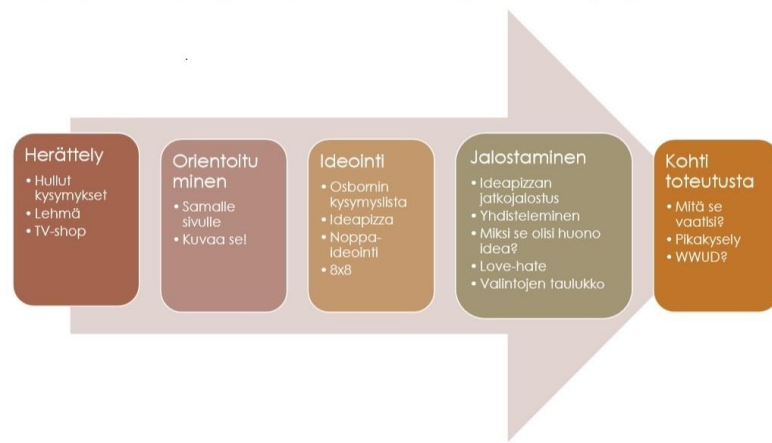 Herättely
• Hullut
kysymykset
• Lehmä
• TV-shop
Orientoitu
minen
• Samalle
sivulle
• Kuvaa se!
Ideointi
• Osbornin
kysymyslista
• Ideapizza
• Noppa-
ideointi
• 8x8
Jalostaminen
• Ideapizzan
jatkojalostus
• Yhdisteleminen
• Miksi se olisi huono
idea?
• Love-hate
• Valintojen taulukko
Kohti
toteutusta
• Mitä se
vaatisi?
• Pikakysely
• WWUD?